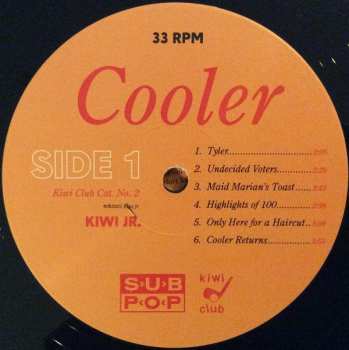 33 RPM
Cooler
SIDE 1
Kiwi Club Cat. No. 2
KIWI JR.
1. Tyler
2. Undecided Voters
3. Maid Marian's Toast
4. Highlights of 100
5. Only Here for a Haircut
6. Cooler Returns
SUB
POP
kiwi
club